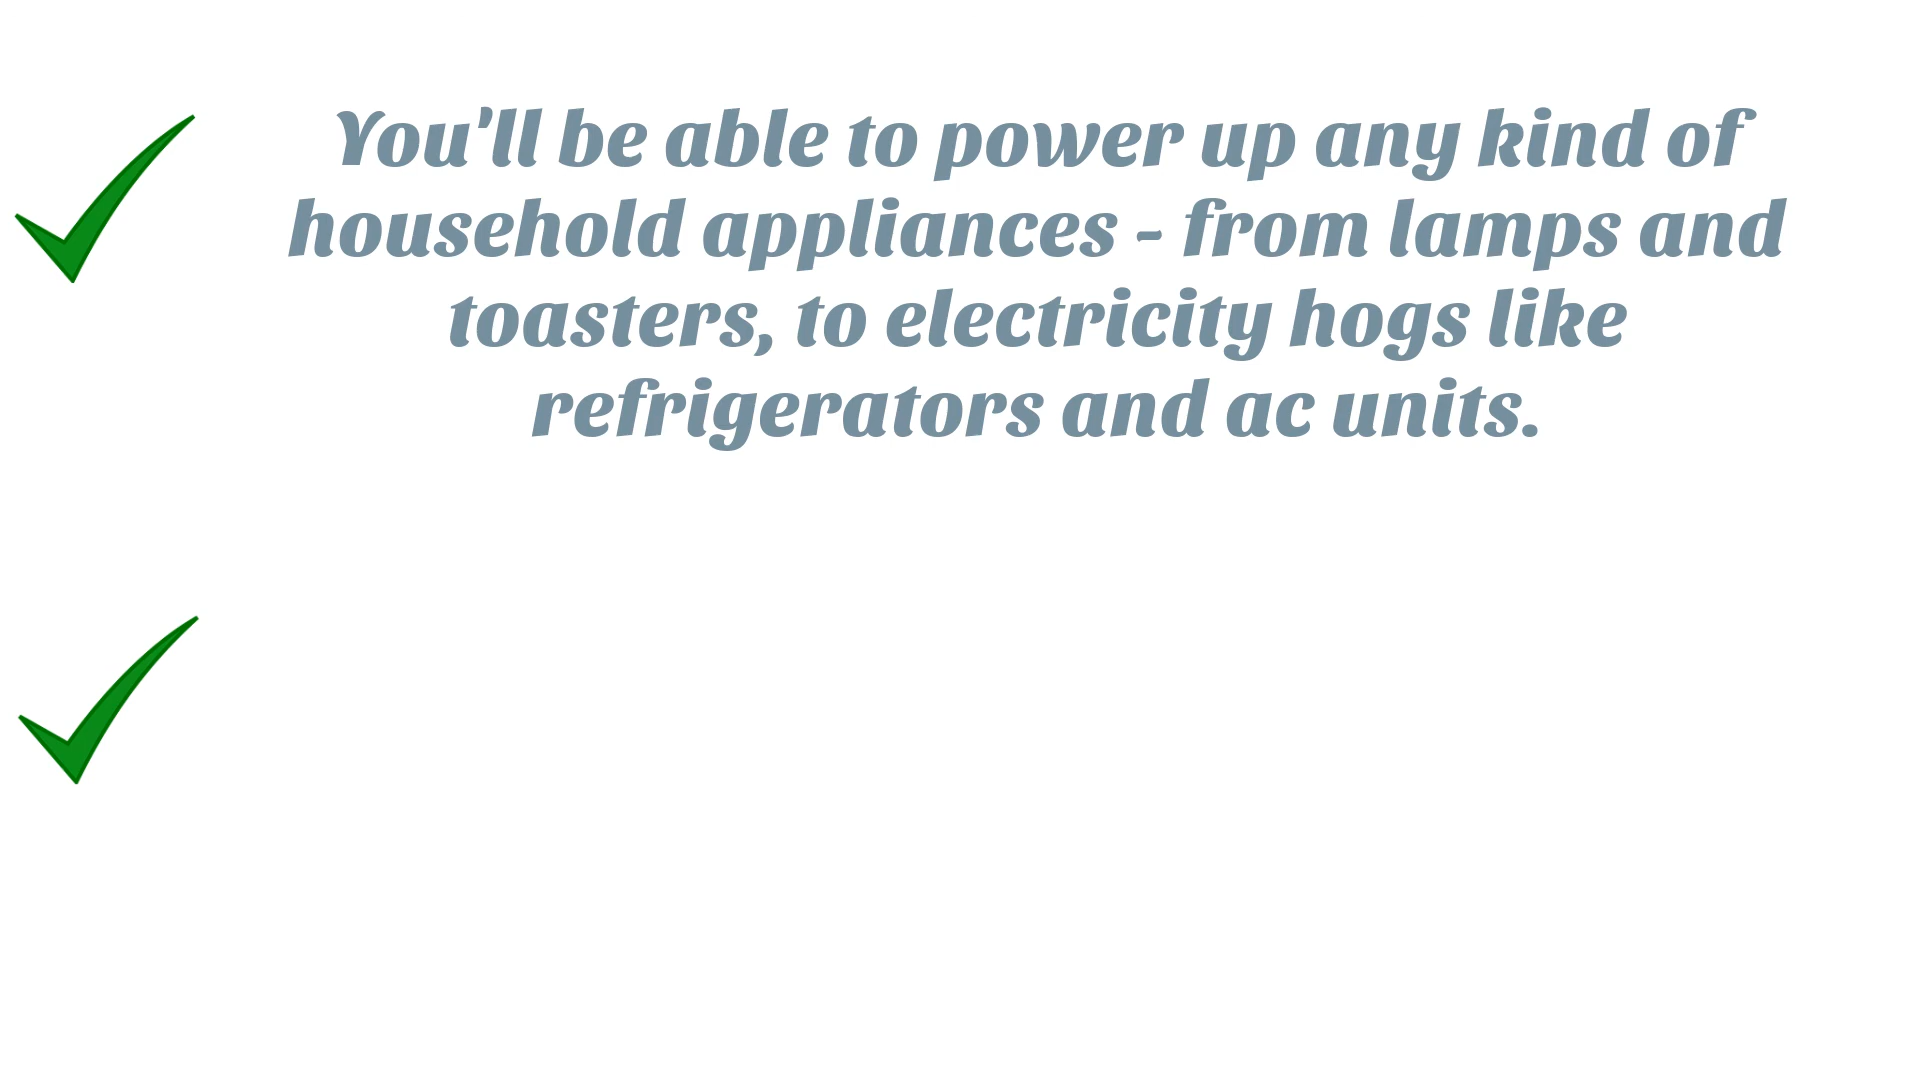 You'll be able to power up any kind of
household appliances - from lamps and
toasters, to electricity hogs like
refrigerators and ac units.